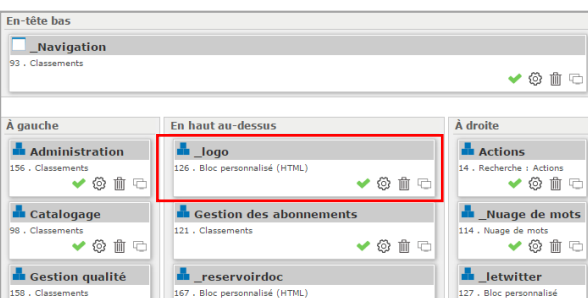 En-tête bas
_Navigation
93 . Classements
À gauche
Administration
156 . Classements
Catalogage
98 . Classements
Gestion qualité
158 . Classements
En haut au-dessus
_logo
126 . Bloc personnalisé (HTML)
Gestion des abonnements
121 . Classements
_reservoirdoc
167 . Bloc personnalisé (HTML)
À droite
Actions
14 . Recherche : Actions
_Nuage de mots
114 . Nuage de mots
_letwitter
127 . Bloc personnalisé